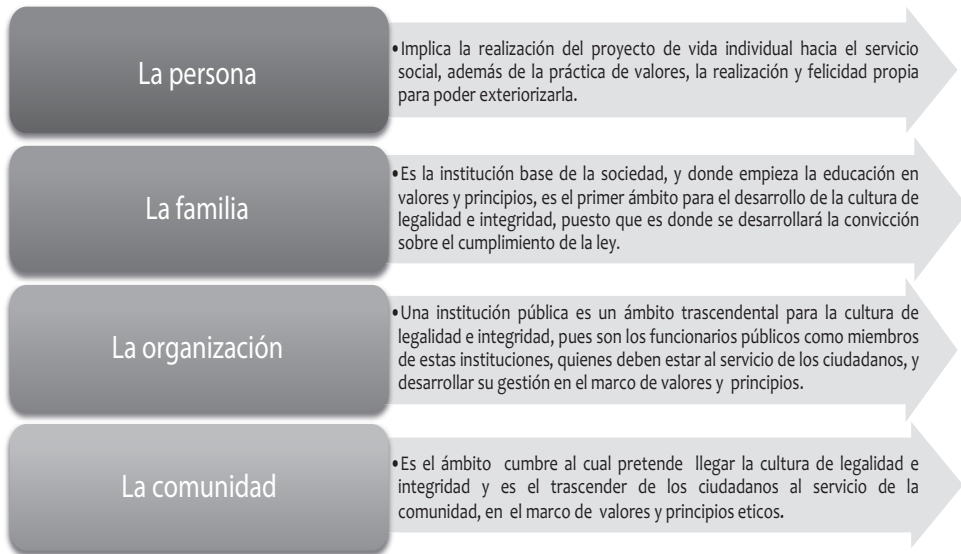 La persona
•Implica la realización del proyecto de vida individual hacia el servicio
social, además de la práctica de valores, la realización y felicidad propia
para poder exteriorizarla.
La familia
•Es la institución base de la sociedad, y donde empieza la educación en
valores y principios, es el primer ámbito para el desarrollo de la cultura de
legalidad e integridad, puesto que es donde se desarrollará la convicción
sobre el cumplimiento de la ley.
La organización
•Una institución pública es un ámbito trascendental para la cultura de
legalidad e integridad, pues son los funcionarios públicos como miembros
de estas instituciones, quienes deben estar al servicio de los ciudadanos, y
desarrollar su gestión en el marco de valores y principios.
La comunidad
•Es el ámbito cumbre al cual pretende llegar la cultura de legalidad e
integridad y es el trascender de los ciudadanos al servicio de la
comunidad, en el marco de valores y principios eticos.